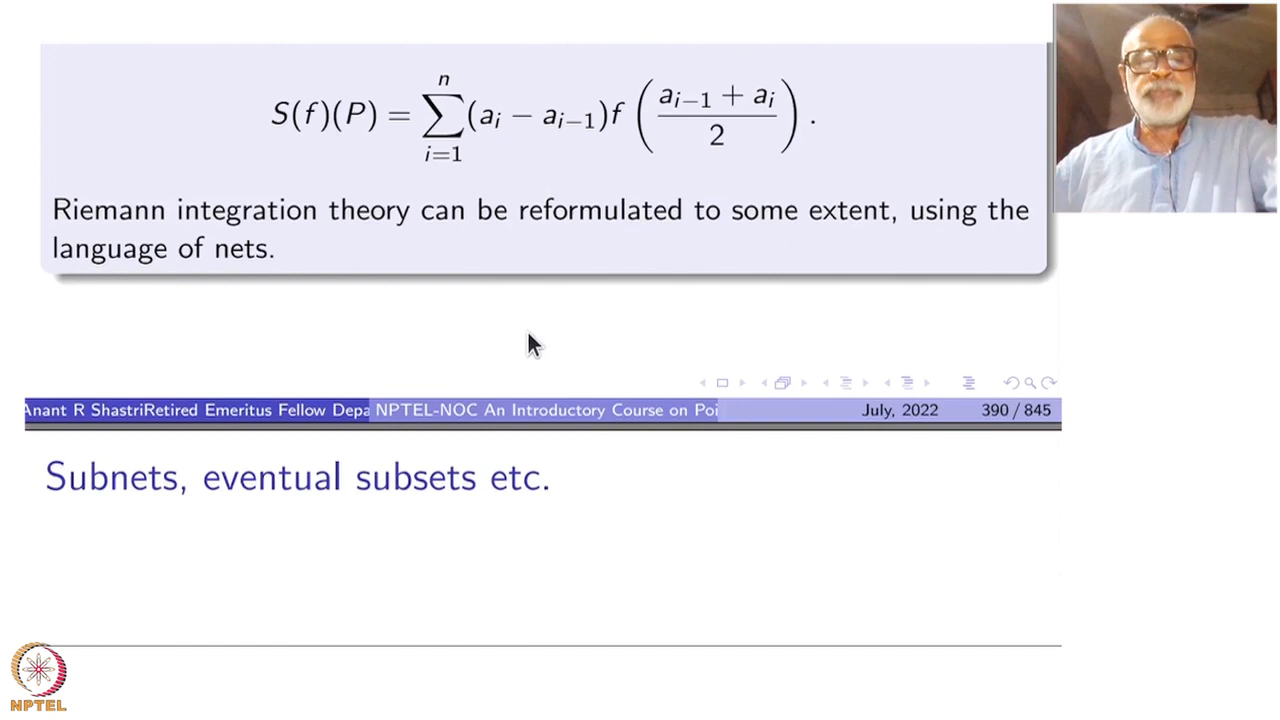 S(f)(P) = \sum_{i=1}^{n} (a_i − a_{i−1}) f \left( \frac{a_{i−1} + a_i}{2} \right).
Riemann integration theory can be reformulated to some extent, using the
language of nets.
Anant R ShastriRetired Emeritus Fellow Depa NPTEL-NOC An Introductory Course on Poi July, 2022 390 / 845
Subnets, eventual subsets etc.
NPTEL